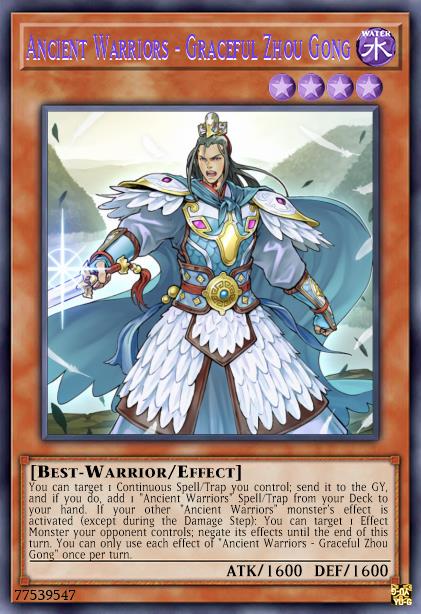 Ancient Warriors - Graceful Zhou Gong
WATER
水
[Best-Warrior/Effect]
You can target 1 Continuous Spell/Trap you control; send it to the GY,
and if you do, add 1 "Ancient Warriors" Spell/Trap from your Deck to
your hand. If your other "Ancient Warriors" monster's effect is
activated (except during the Damage Step): You can target 1 Effect
Monster your opponent controls; negate its effects until the end of this
turn. You can only use each effect of "Ancient Warriors - Graceful Zhou
Gong" once per turn.
ATK/1600 DEF/1600
77539547